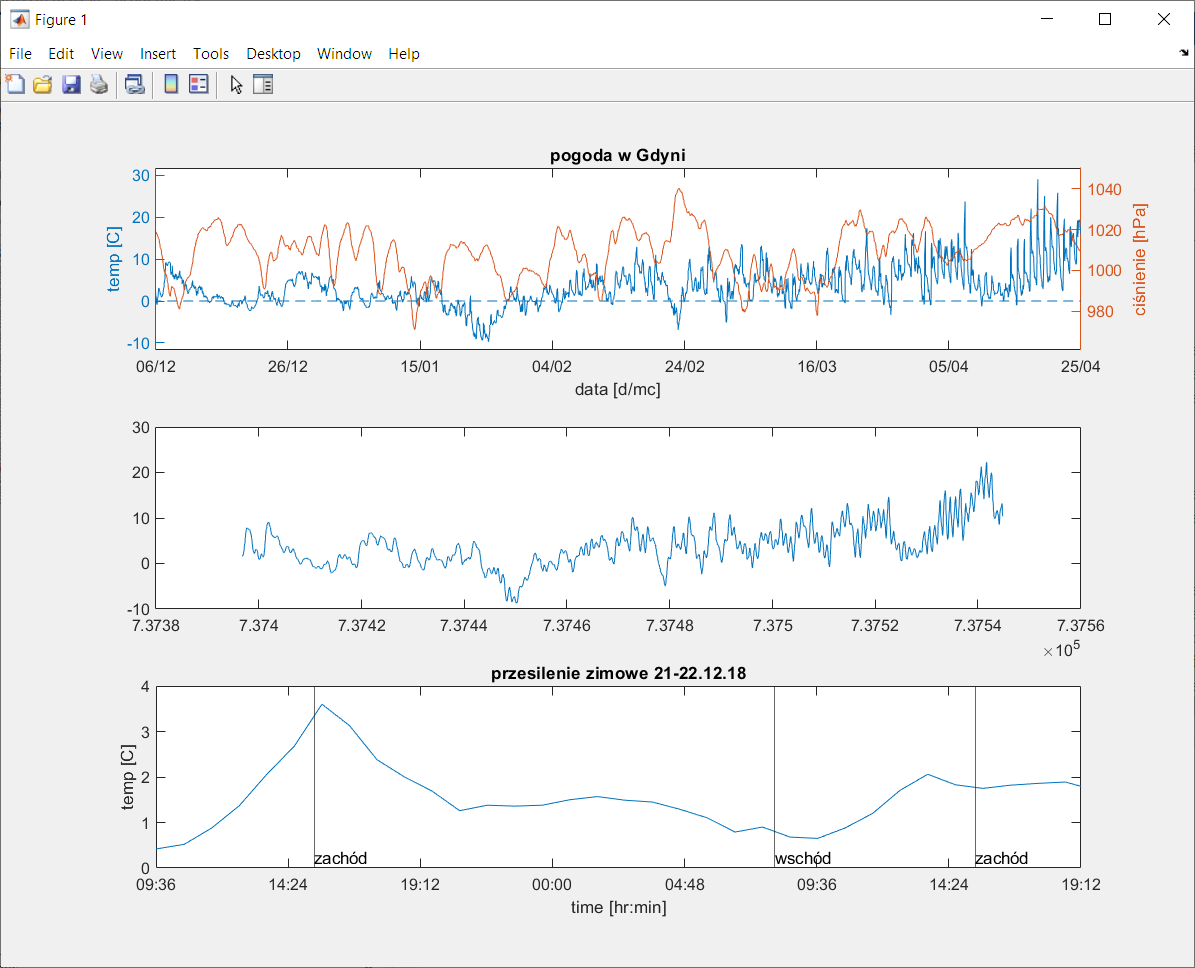 Figure 1
File Edit View Insert Tools Desktop Window Help
pogoda w Gdyni
30
20
10
0
-10
temp [C]
1040
1020
1000
980
ciśnienie [hPa]
06/12 26/12 15/01 04/02 24/02 16/03 05/04 25/04
data [d/mc]
30
20
10
0
-10
7.3738 7.374 7.3742 7.3744 7.3746 7.3748 7.375 7.3752 7.3754 7.3756
×10⁵
przesilenie zimowe 21-22.12.18
4
3
2
1
0
temp [C]
zachód wschód zachód
09:36 14:24 19:12 00:00 04:48 09:36 14:24 19:12
time [hr:min]